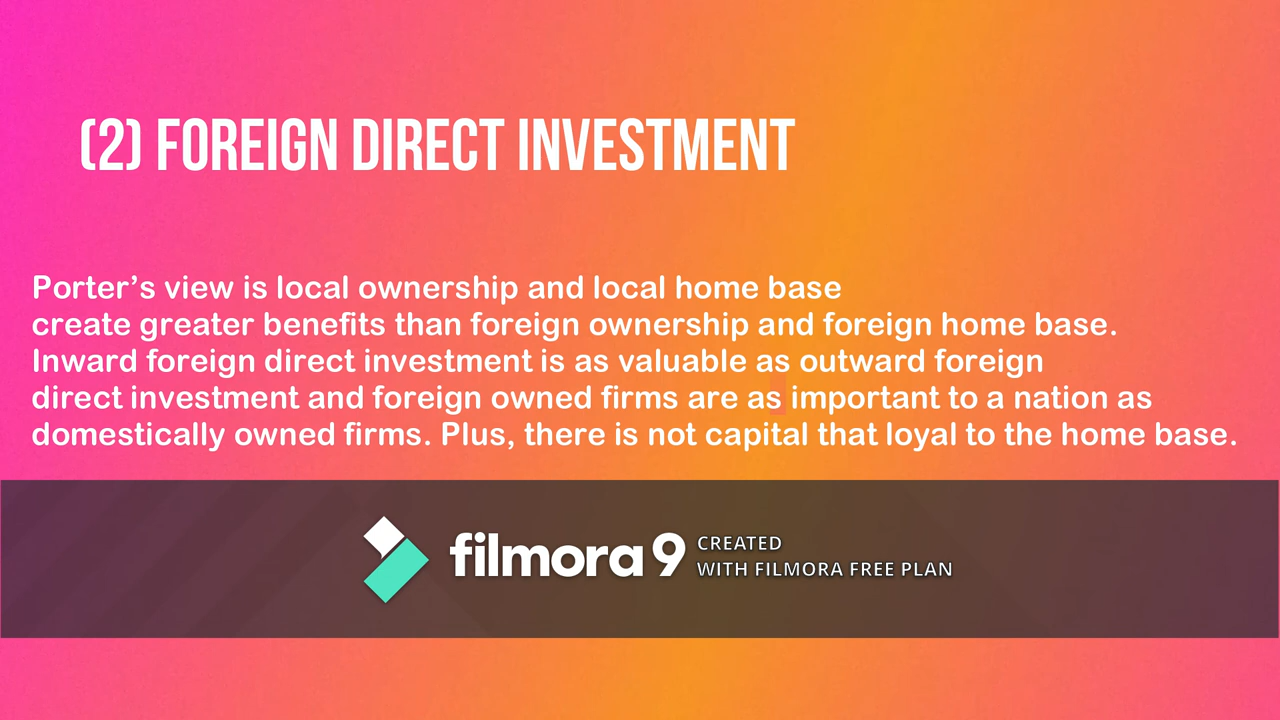 (2) FOREIGN DIRECT INVESTMENT
Porter’s view is local ownership and local home base
create greater benefits than foreign ownership and foreign home base.
Inward foreign direct investment is as valuable as outward foreign
direct investment and foreign owned firms are as important to a nation as
domestically owned firms. Plus, there is not capital that loyal to the home base.
filmora 9
CREATED
WITH FILMORA FREE PLAN